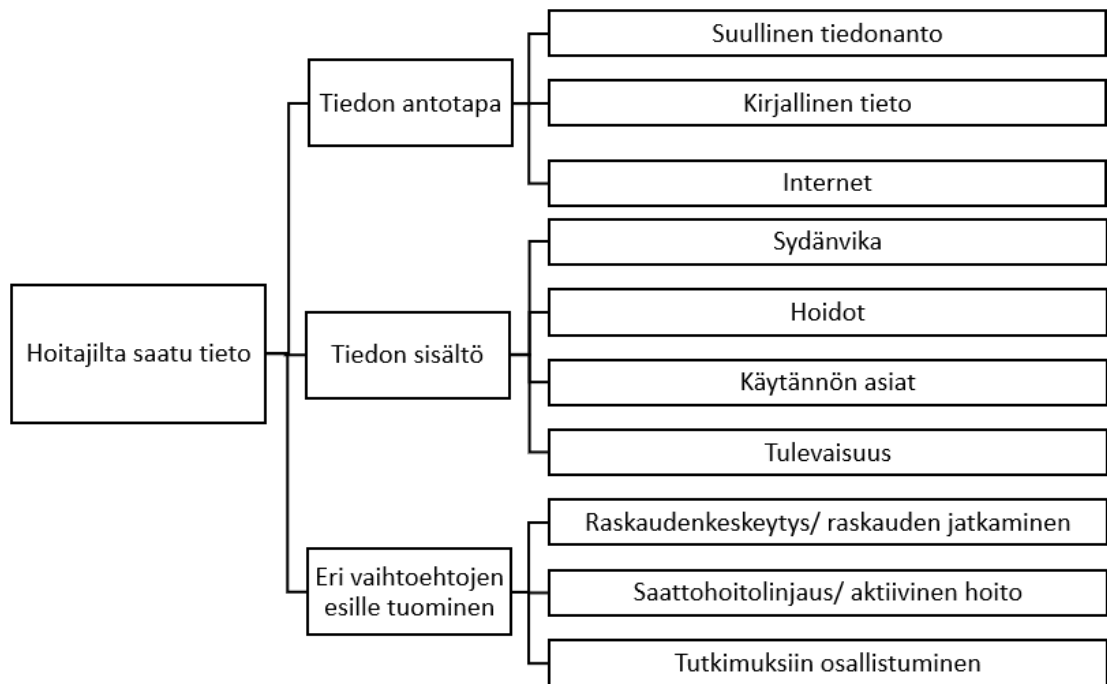 Hoitajilta saatu tieto
Tiedon antotapa
Suullinen tiedonanto
Kirjallinen tieto
Internet
Tiedon sisältö
Sydänvika
Hoidot
Käytännön asiat
Tulevaisuus
Eri vaihtoehtojen
esille tuominen
Raskaudenkeskeytys/ raskauden jatkaminen
Saattohoitolinjaus/ aktiivinen hoito
Tutkimuksiin osallistuminen